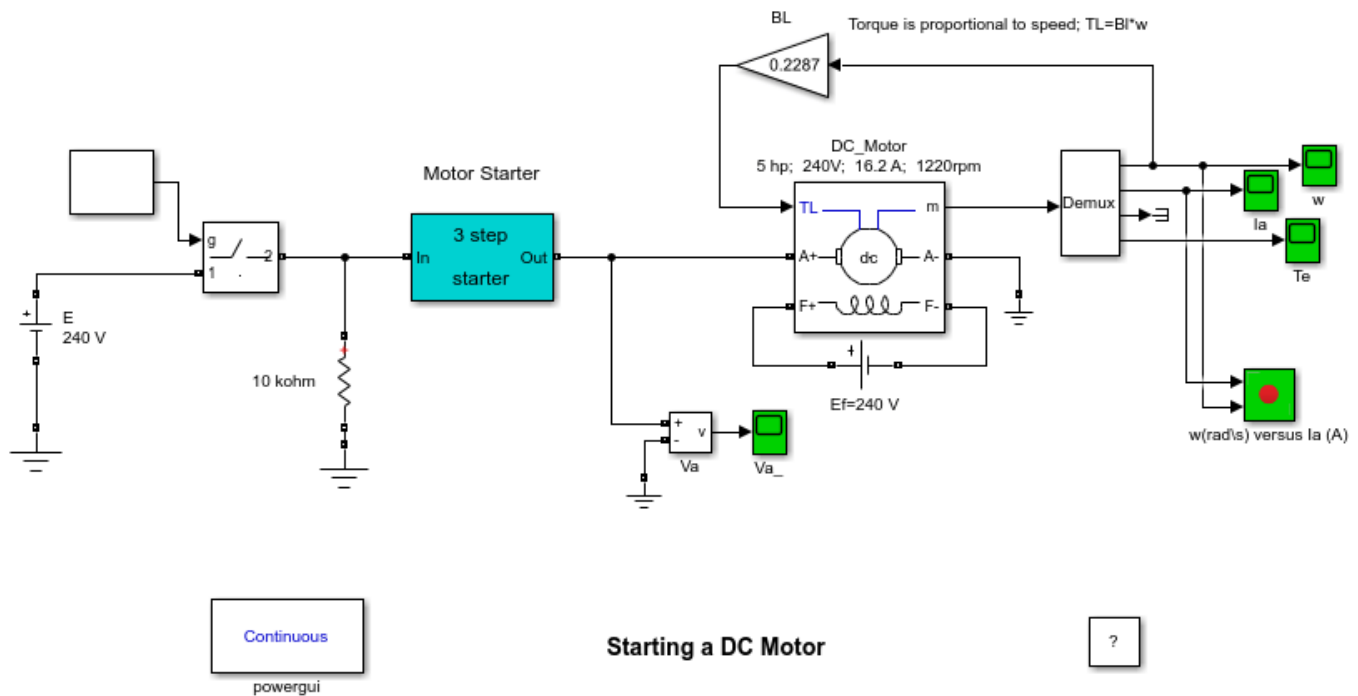 BL
Torque is proportional to speed; TL=Bl*w
0.2287
DC_Motor
5 hp; 240V; 16.2 A; 1220rpm
Motor Starter
TL
m
Demux
w
Ia
Te
g
1
2
In
3 step
starter
Out
A+
dc
A-
F+
F-
+
E
240 V
+
10 kohm
+
Ef=240 V
+
-
v
Va
Va_
w(rad\s) versus Ia (A)
Continuous
powergui
Starting a DC Motor
?